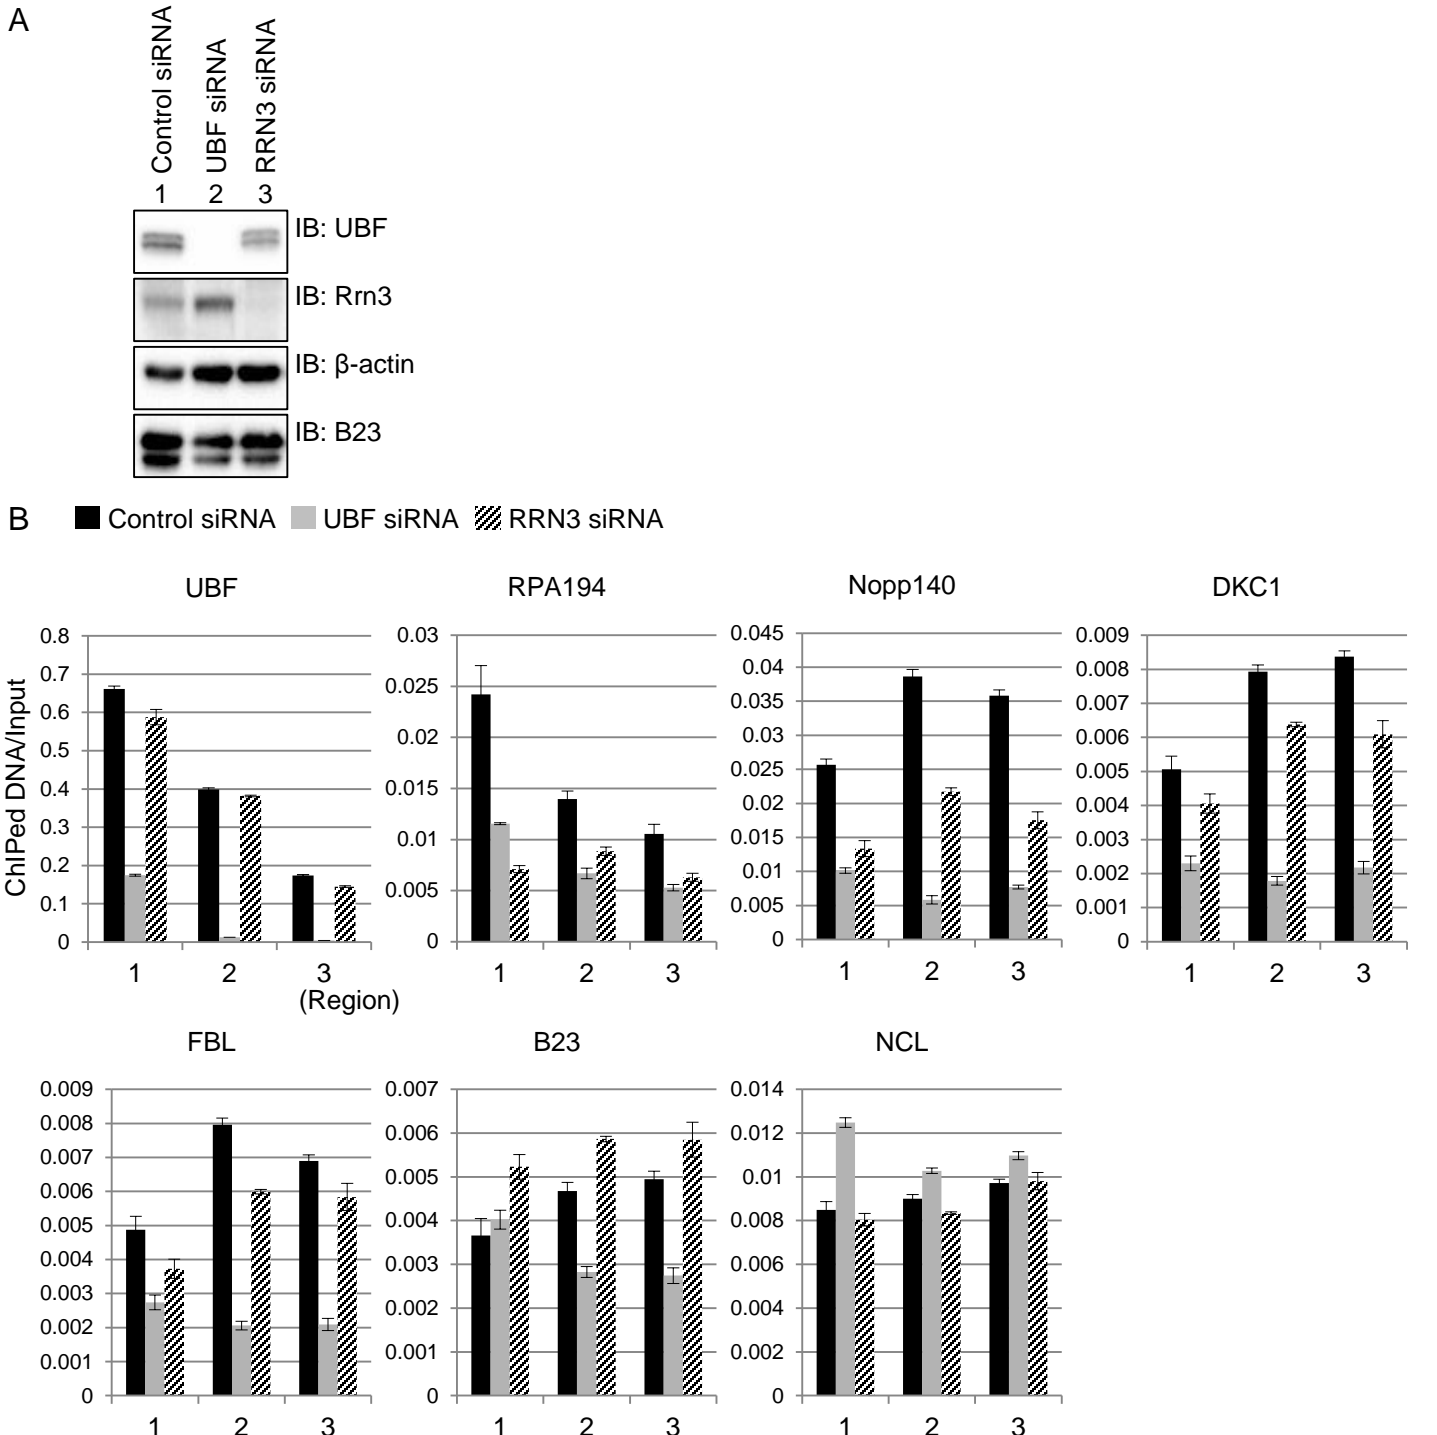 A
Control siRNA
UBF siRNA
RRN3 siRNA
1 2 3
IB: UBF
IB: Rrn3
IB: β-actin
IB: B23
B
Control siRNA UBF siRNA RRN3 siRNA
ChIPed DNA/Input
UBF
0.8
0.7
0.6
0.5
0.4
0.3
0.2
0.1
0
1 2 3
(Region)
RPA194
0.03
0.025
0.02
0.015
0.01
0.005
0
1 2 3
Nopp140
0.045
0.04
0.035
0.03
0.025
0.02
0.015
0.01
0.005
0
1 2 3
DKC1
0.009
0.008
0.007
0.006
0.005
0.004
0.003
0.002
0.001
0
1 2 3
FBL
0.009
0.008
0.007
0.006
0.005
0.004
0.003
0.002
0.001
0
1 2 3
B23
0.007
0.006
0.005
0.004
0.003
0.002
0.001
0
1 2 3
NCL
0.014
0.012
0.01
0.008
0.006
0.004
0.002
0
1 2 3